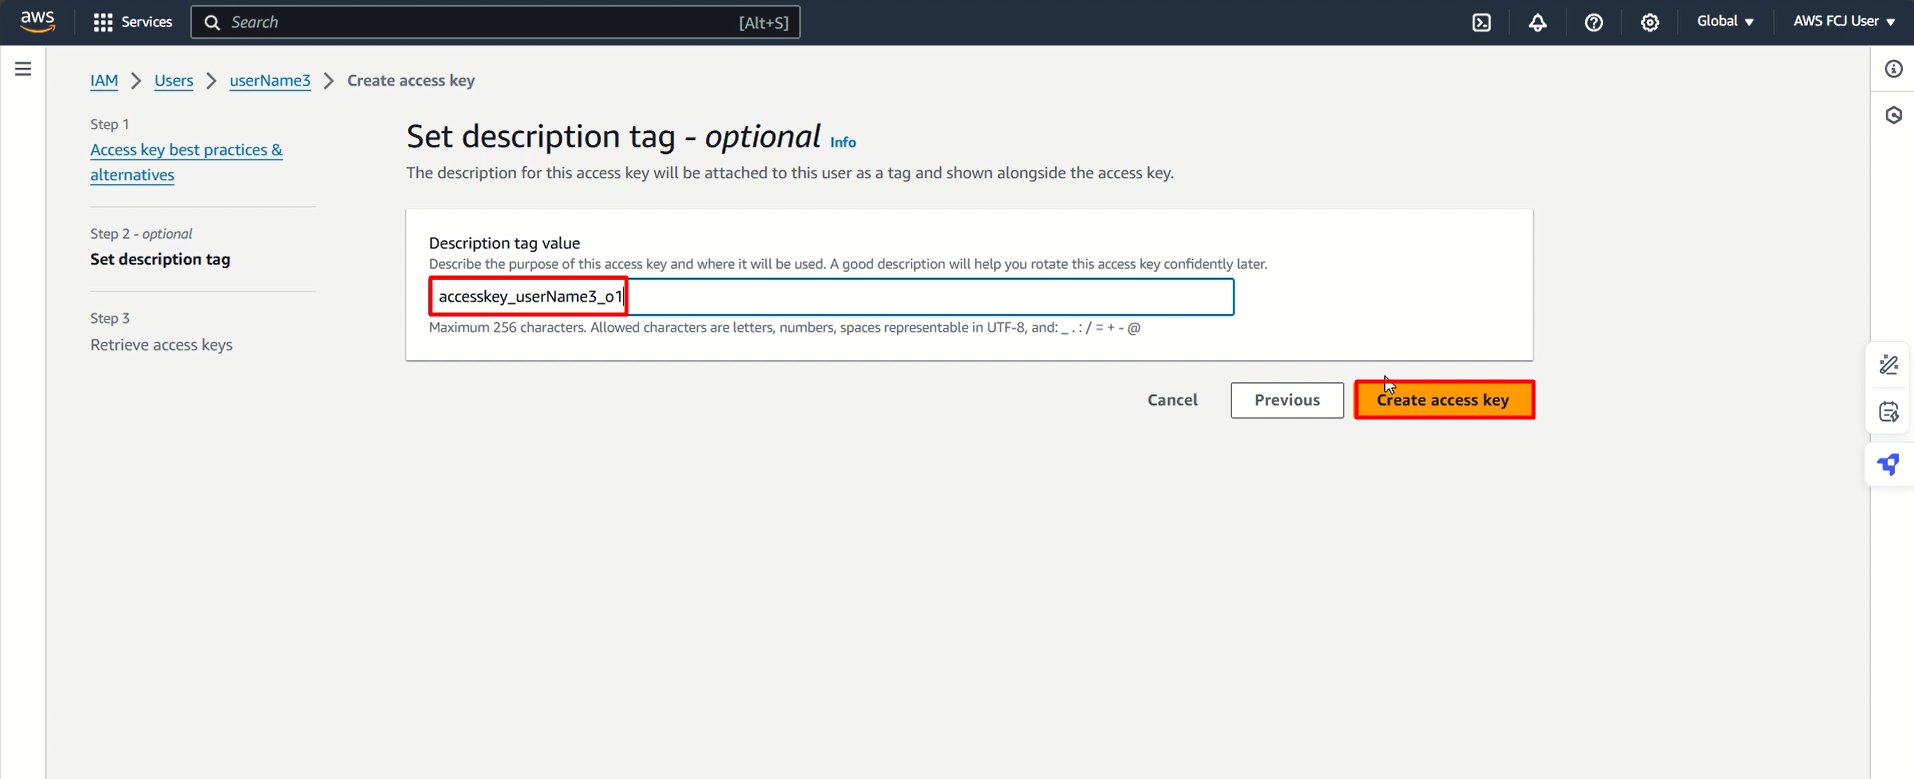 aws
Services
Search
[Alt+S]
Global
AWS FCJ User
IAM
Users
userName3
Create access key
Step 1
Access key best practices &
alternatives
Step 2 - optional
Set description tag
Step 3
Retrieve access keys
Set description tag - optional Info
The description for this access key will be attached to this user as a tag and shown alongside the access key.
Description tag value
Describe the purpose of this access key and where it will be used. A good description will help you rotate this access key confidently later.
accesskey_userName3_o1
Maximum 256 characters. Allowed characters are letters, numbers, spaces representable in UTF-8, and: _ . : / = + - @
Cancel
Previous
Create access key